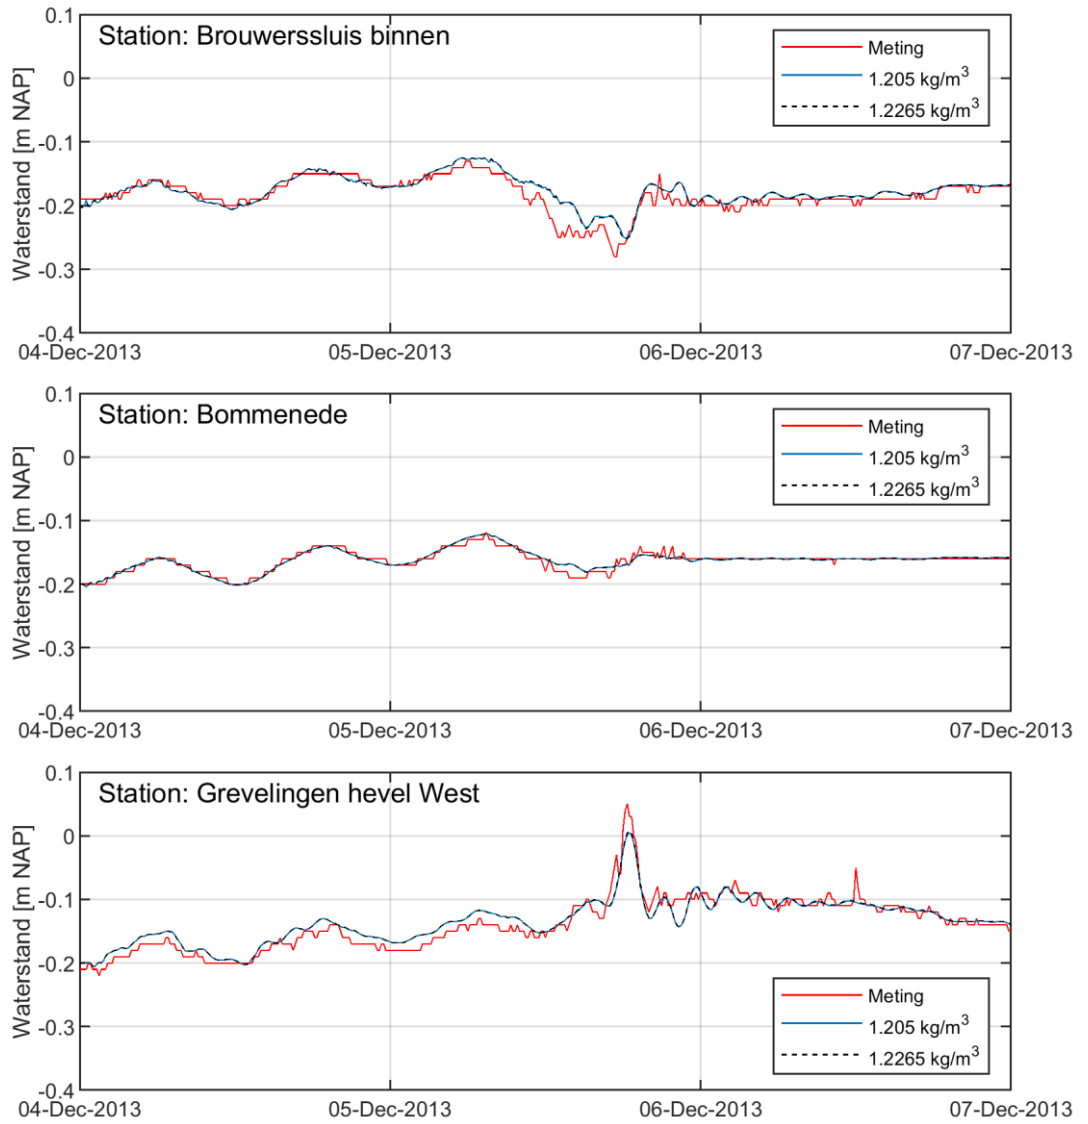 Station: Brouwerssluis binnen
Waterstand [m NAP]
0.1
0
-0.1
-0.2
-0.3
-0.4
Meting
1.205 kg/m³
1.2265 kg/m³
04-Dec-2013 05-Dec-2013 06-Dec-2013 07-Dec-2013
Station: Bommenede
Waterstand [m NAP]
0.1
0
-0.1
-0.2
-0.3
-0.4
Meting
1.205 kg/m³
1.2265 kg/m³
04-Dec-2013 05-Dec-2013 06-Dec-2013 07-Dec-2013
Station: Grevelingen hevel West
Waterstand [m NAP]
0.1
0
-0.1
-0.2
-0.3
-0.4
Meting
1.205 kg/m³
1.2265 kg/m³
04-Dec-2013 05-Dec-2013 06-Dec-2013 07-Dec-2013